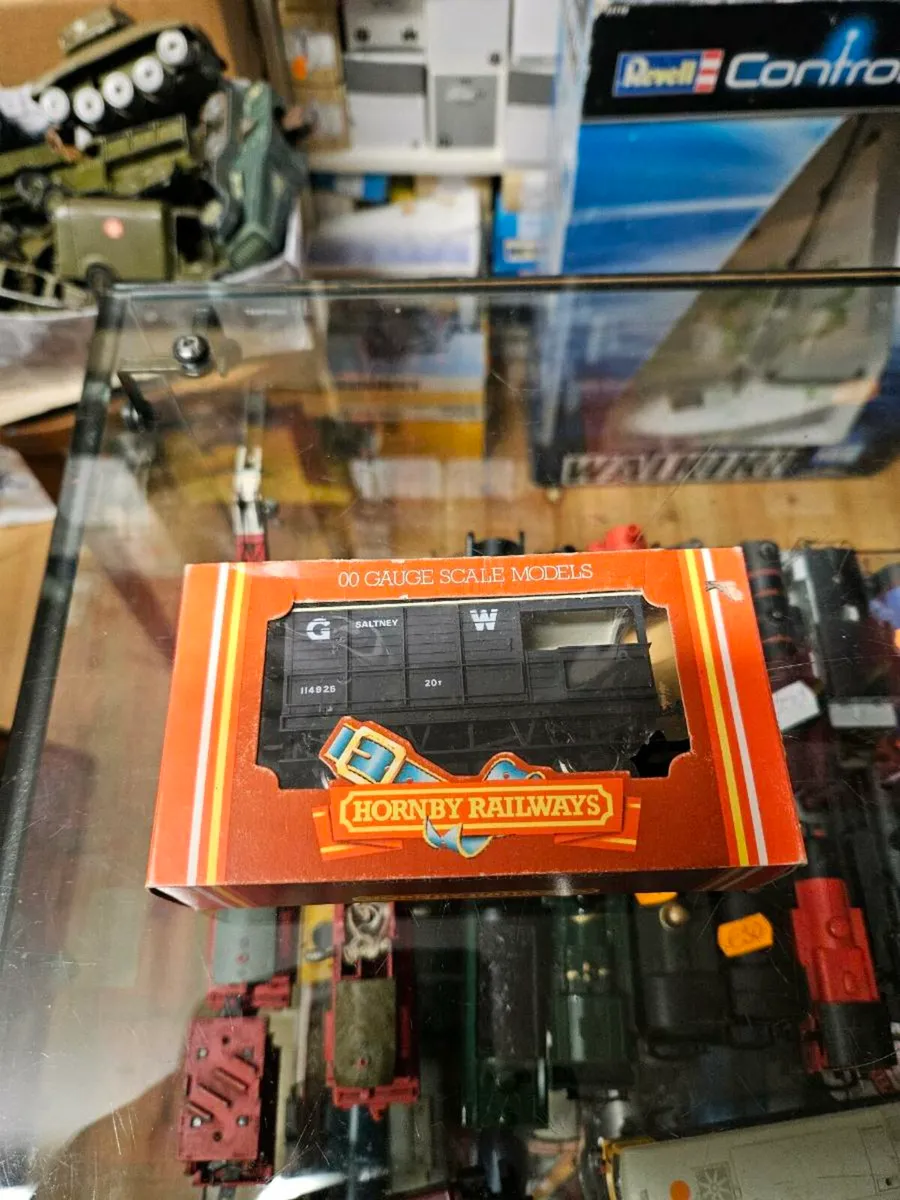 Revell Control
00 GAUGE SCALE MODELS
G SALTNEY W
114926 20T
HORNBY RAILWAYS